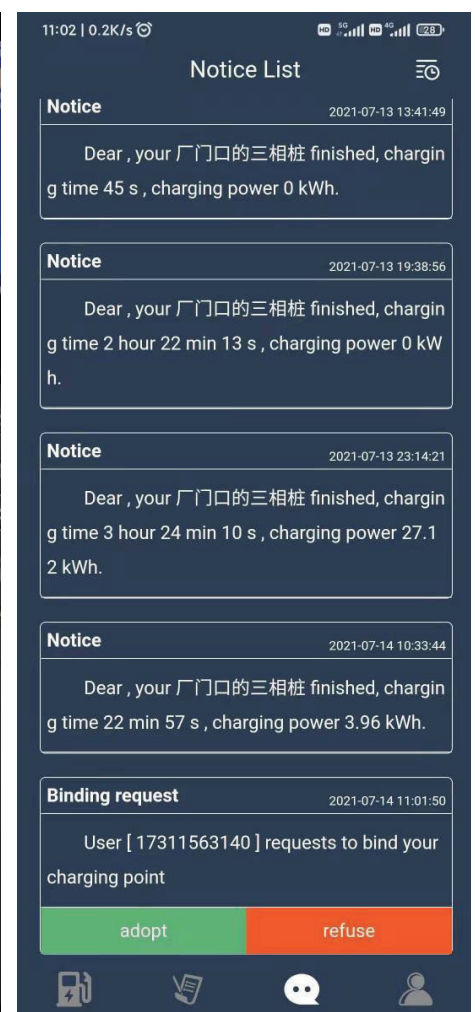 11:02 | 0.2K/s
HD 5G HD 4G 28
Notice List
Notice 2021-07-13 13:41:49
Dear , your 厂门口的三相桩 finished, chargin
g time 45 s , charging power 0 kWh.
Notice 2021-07-13 19:38:56
Dear , your 厂门口的三相桩 finished, chargin
g time 2 hour 22 min 13 s , charging power 0 kW
h.
Notice 2021-07-13 23:14:21
Dear , your 厂门口的三相桩 finished, chargin
g time 3 hour 24 min 10 s , charging power 27.1
2 kWh.
Notice 2021-07-14 10:33:44
Dear , your 厂门口的三相桩 finished, chargin
g time 22 min 57 s , charging power 3.96 kWh.
Binding request 2021-07-14 11:01:50
User [ 17311563140 ] requests to bind your
charging point
adopt refuse